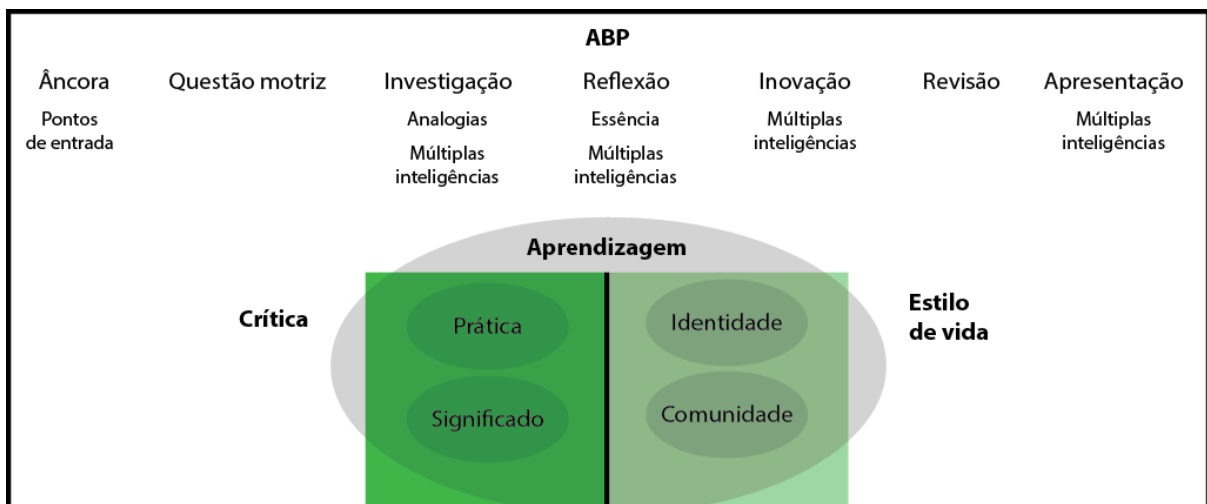 ABP
Âncora Questão motriz Investigação Reflexão Inovação Revisão Apresentação
Pontos
de entrada
Analogias
Múltiplas
inteligências
Essência
Múltiplas
inteligências
Múltiplas
inteligências
Múltiplas
inteligências
Aprendizagem
Crítica
Prática
Significado
Identidade
Comunidade
Estilo
de vida